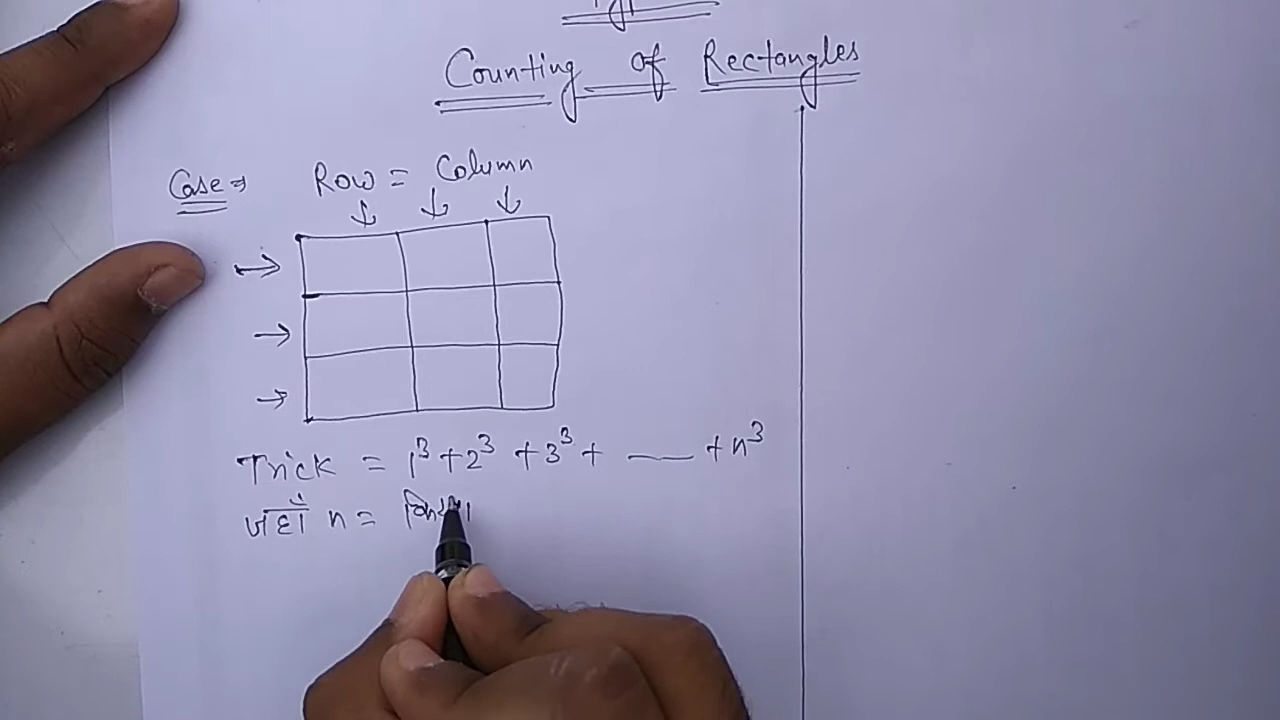 Counting of Rectangles
Case ⇒ Row = Column
Trick = 1³ + 2³ + 3³ + —— + n³
जहाँ n =